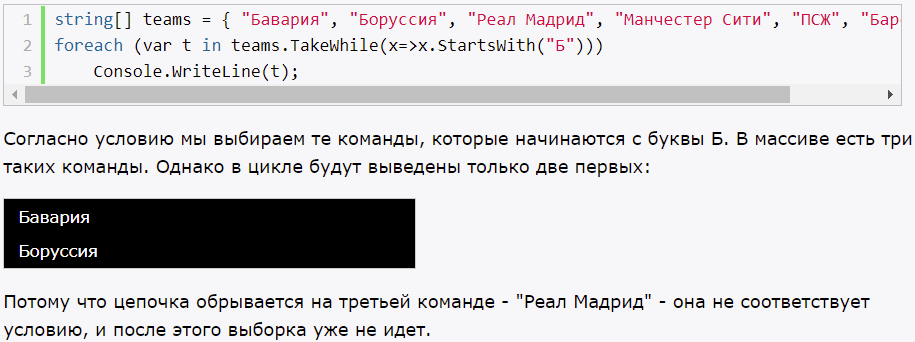 1 string[] teams = { "Бавария", "Боруссия", "Реал Мадрид", "Манчестер Сити", "ПСЖ", "Бар
2 foreach (var t in teams.TakeWhile(x=>x.StartsWith("Б")))
3 Console.WriteLine(t);
Согласно условию мы выбираем те команды, которые начинаются с буквы Б. В массиве есть три
таких команды. Однако в цикле будут выведены только две первых:
Бавария
Боруссия
Потому что цепочка обрывается на третьей команде - "Реал Мадрид" - она не соответствует
условию, и после этого выборка уже не идет.